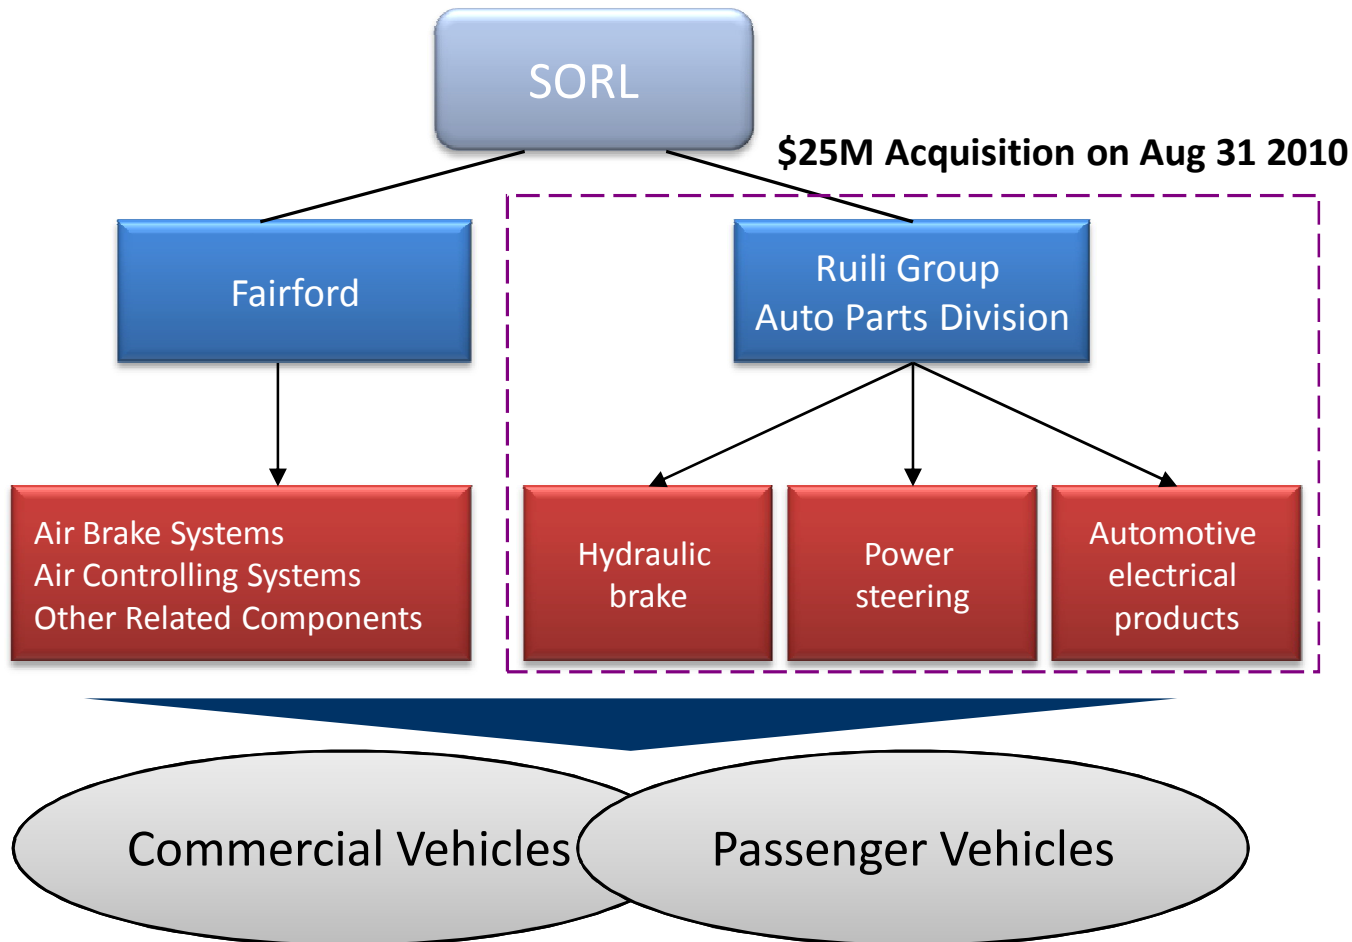 SORL
$25M Acquisition on Aug 31 2010
Fairford
Ruili Group
Auto Parts Division
Air Brake Systems
Air Controlling Systems
Other Related Components
Hydraulic
brake
Power
steering
Automotive
electrical
products
Commercial Vehicles
Passenger Vehicles